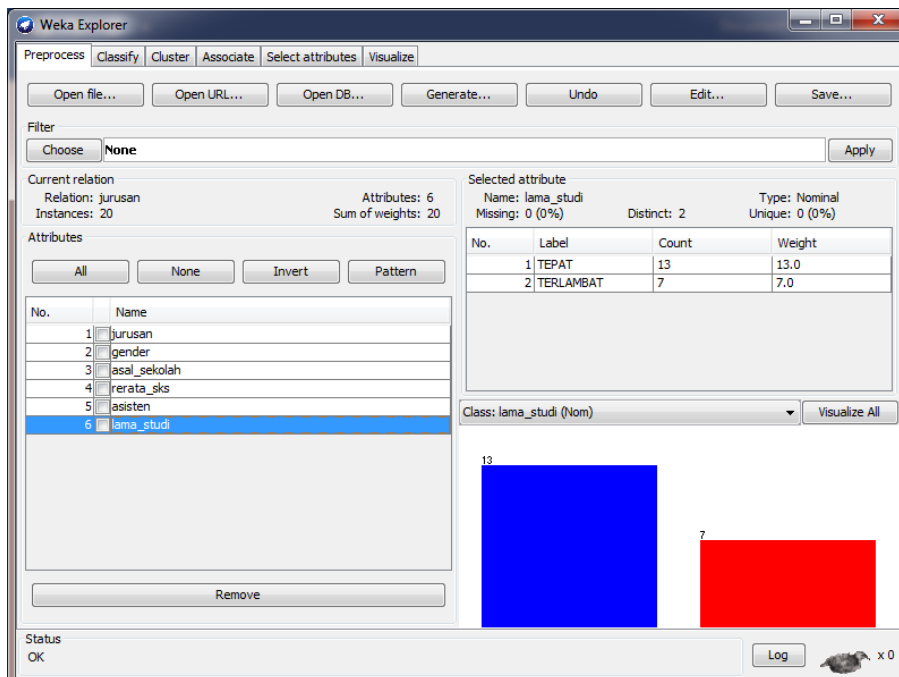 Weka Explorer
Preprocess Classify Cluster Associate Select attributes Visualize
Open file... Open URL... Open DB... Generate... Undo Edit... Save...
Filter
Choose None Apply
Current relation
Relation: jurusan Attributes: 6
Instances: 20 Sum of weights: 20
Selected attribute
Name: lama_studi Type: Nominal
Missing: 0 (0%) Distinct: 2 Unique: 0 (0%)
No. Label Count Weight
1 TEPAT 13 13.0
2 TERLAMBAT 7 7.0
Attributes
All None Invert Pattern
No. Name
1 jurusan
2 gender
3 asal_sekolah
4 rerata_sks
5 asisten
6 lama_studi
Remove
Class: lama_studi (Nom) Visualize All
13
7
Status
OK
Log x 0